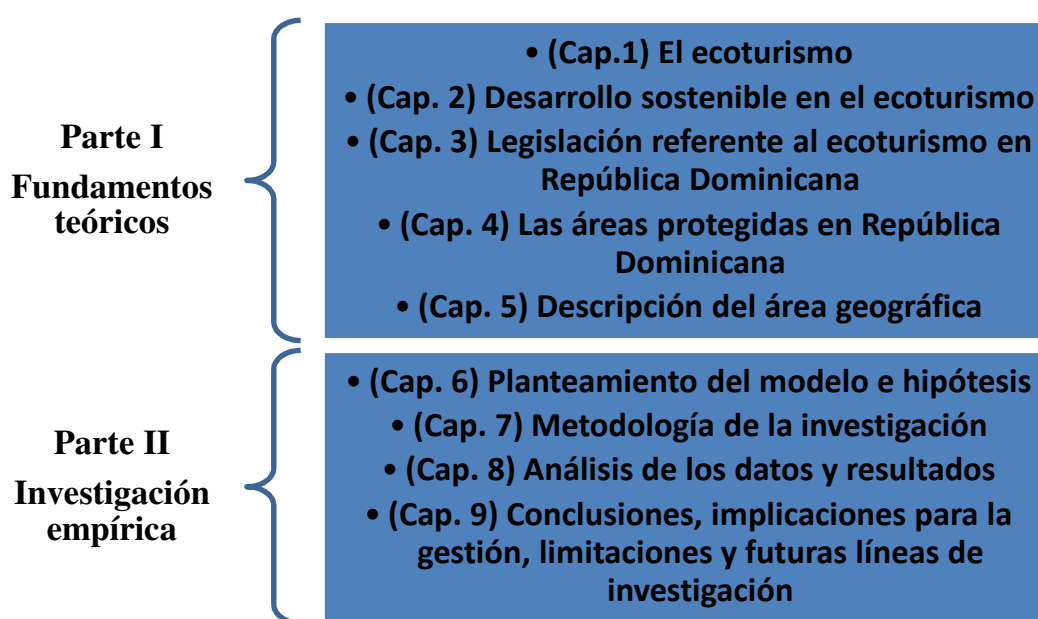 Parte I
Fundamentos
teóricos
• (Cap.1) El ecoturismo
• (Cap. 2) Desarrollo sostenible en el ecoturismo
• (Cap. 3) Legislación referente al ecoturismo en
República Dominicana
• (Cap. 4) Las áreas protegidas en República
Dominicana
• (Cap. 5) Descripción del área geográfica
Parte II
Investigación
empírica
• (Cap. 6) Planteamiento del modelo e hipótesis
• (Cap. 7) Metodología de la investigación
• (Cap. 8) Análisis de los datos y resultados
• (Cap. 9) Conclusiones, implicaciones para la
gestión, limitaciones y futuras líneas de
investigación